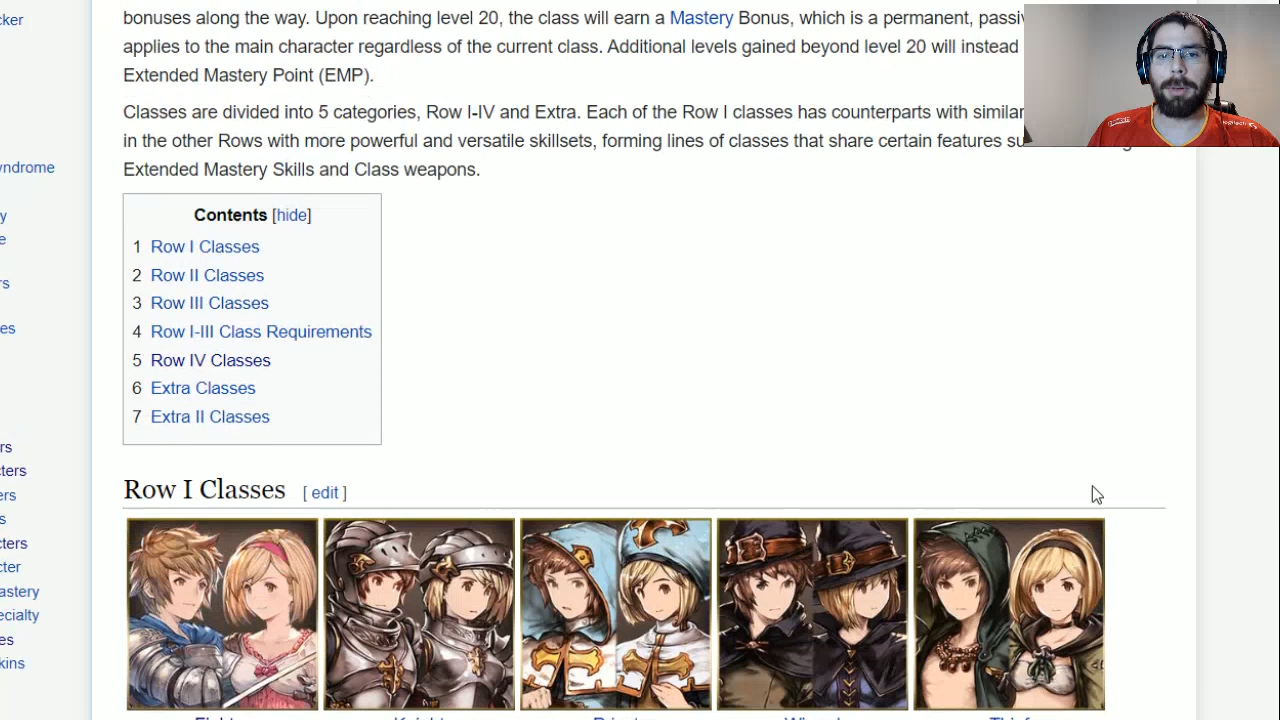 cker
bonuses along the way. Upon reaching level 20, the class will earn a Mastery Bonus, which is a permanent,
applies to the main character regardless of the current class. Additional levels gained beyond level 20 will instead
Extended Mastery Point (EMP).
Classes are divided into 5 categories, Row I-IV and Extra. Each of the Row I classes has counterparts with
in the other Rows with more powerful and versatile skillsets, forming lines of classes that share certain features
Extended Mastery Skills and Class weapons.
yndrome
y
e
rs
es
Contents [hide]
1 Row I Classes
2 Row II Classes
3 Row III Classes
4 Row I-III Class Requirements
5 Row IV Classes
6 Extra Classes
7 Extra II Classes
rs
cters
ers
s
cters
cter
astery
ecialty
es
kins
Row I Classes [ edit ]